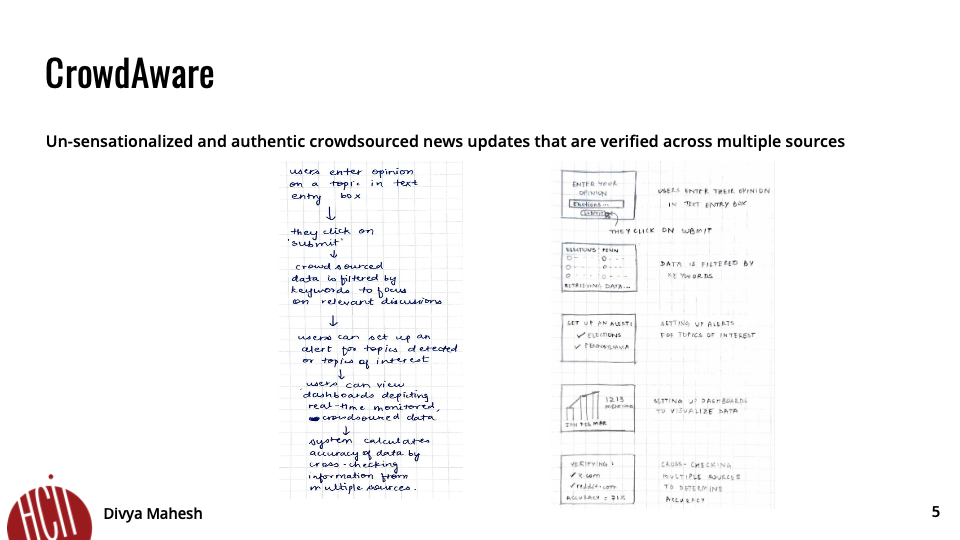 CrowdAware
Un-sensationalized and authentic crowdsourced news updates that are verified across multiple sources
users enter opinion
on a topic in text
entry box
they click on
'submit'
crowd sourced
data is filtered by
keywords to focus
on relevant discussions
users can set up an
alert for topics detected
or topics of interest
users can view
dashboards depicting
real-time monitored,
crowdsourced data
system calculates
accuracy of data by
cross-checking
information from
multiple sources.
ENTER YOUR
OPINION
Elections...
Submit
USERS ENTER THEIR OPINION
IN TEXT ENTRY BOX
THEY CLICK ON SUBMIT
ELECTIONS PENN
RETRIEVING DATA...
DATA IS FILTERED BY
KEYWORDS
SET UP AN ALERT:
✓ ELECTIONS
✓ PENNSYLVANIA
SETTING UP ALERTS
FOR TOPICS OF INTEREST
1213
JAN FEB MAR
SETTING UP DASHBOARDS
TO VISUALIZE DATA
VERIFYING:
✓ X.com
✓ reddit.com
ACCURACY = 71%
CROSS-CHECKING
MULTIPLE SOURCES
TO DETERMINE
ACCURACY
HCII
Divya Mahesh
5